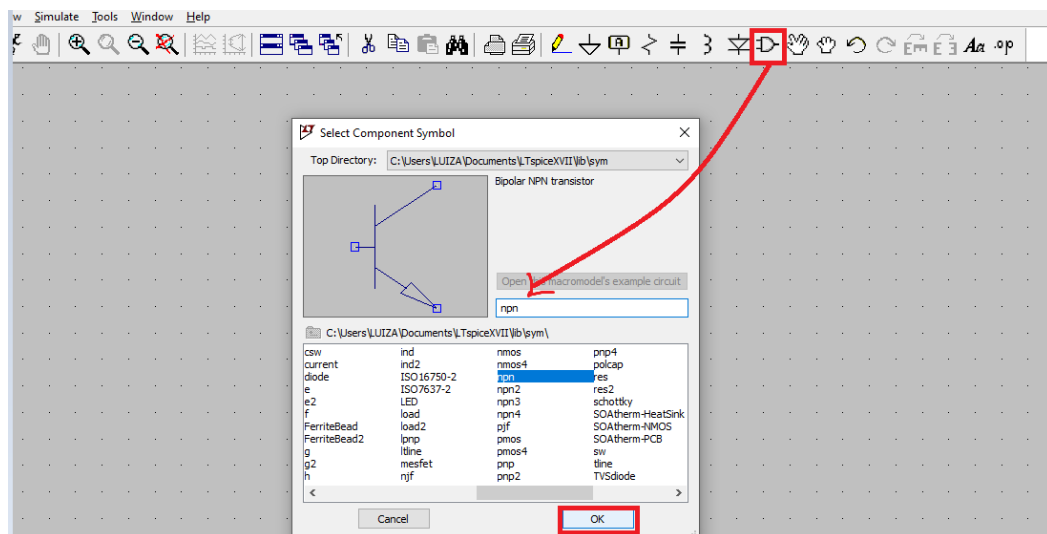 w Simulate Tools Window Help
Aa .op
Select Component Symbol
Top Directory: C:\Users\LUIZA\Documents\LTspiceXVII\lib\sym
Bipolar NPN transistor
Open macromodel's example circuit
npn
C:\Users\LUIZA\Documents\LTspiceXVII\lib\sym\
csw ind nmos pnp4
current ind2 nmos4 polcap
diode ISO16750-2 npn res
e ISO7637-2 npn2 res2
e2 LED npn3 schottky
f load npn4 SOAtherm-HeatSink
FerriteBead load2 pjf SOAtherm-NMOS
FerriteBead2 lpnp pmos SOAtherm-PCB
g ltline pmos4 sw
g2 mesfet pnp tline
h njf pnp2 TVSdiode
Cancel OK